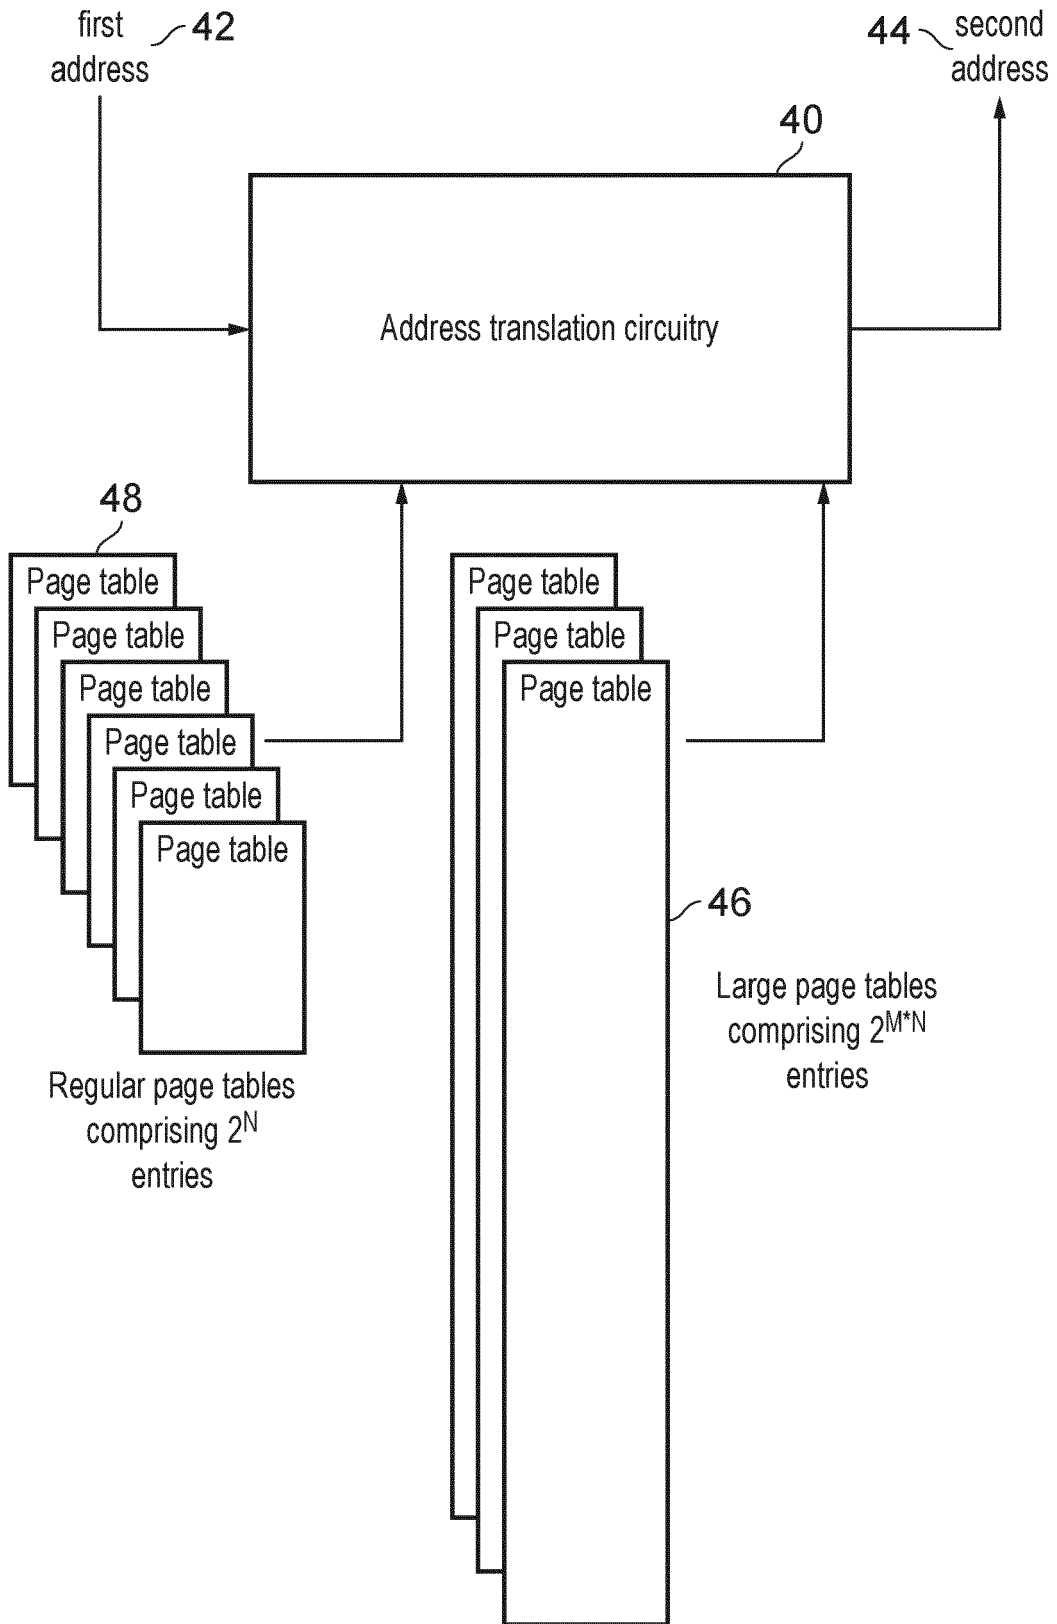 first
address
42
44
second
address
40
Address translation circuitry
48
Page table
Page table
Page table
Page table
Page table
Page table
Regular page tables
comprising 2^N
entries
Page table
Page table
Page table
46
Large page tables
comprising 2^M*N
entries